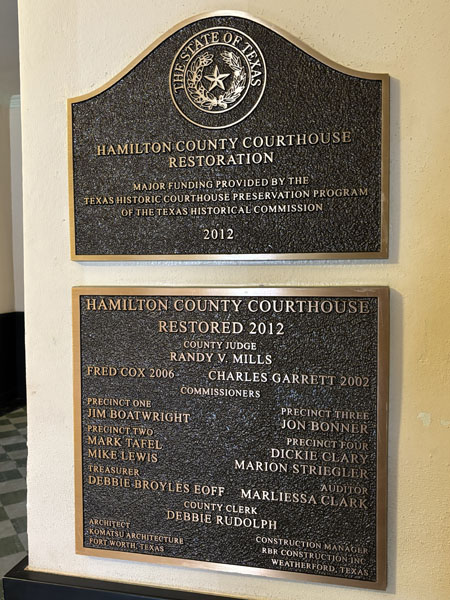 THE STATE OF TEXAS
HAMILTON COUNTY COURTHOUSE
RESTORATION
MAJOR FUNDING PROVIDED BY THE
TEXAS HISTORIC COURTHOUSE PRESERVATION PROGRAM
OF THE TEXAS HISTORICAL COMMISSION
2012
HAMILTON COUNTY COURTHOUSE
RESTORED 2012
COUNTY JUDGE
RANDY V. MILLS
FRED COX 2006 CHARLES GARRETT 2002
COMMISSIONERS
PRECINCT ONE
JIM BOATWRIGHT
PRECINCT TWO
MARK TAFEL
MIKE LEWIS
PRECINCT THREE
JON BONNER
PRECINCT FOUR
DICKIE CLARY
MARION STRIEGLER
TREASURER
DEBBIE BROYLES EOFF
AUDITOR
MARLIESSA CLARK
COUNTY CLERK
DEBBIE RUDOLPH
ARCHITECT
KOMATSU ARCHITECTURE
FORT WORTH, TEXAS
CONSTRUCTION MANAGER
RBR CONSTRUCTION INC.
WEATHERFORD, TEXAS